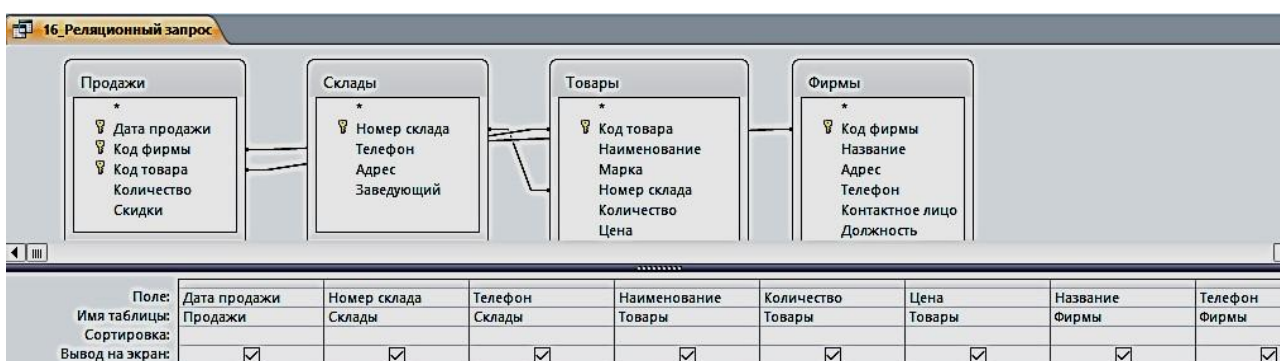 16_Реляционный запрос
Продажи
*
Дата продажи
Код фирмы
Код товара
Количество
Скидки
Склады
*
Номер склада
Телефон
Адрес
Заведующий
Товары
*
Код товара
Наименование
Марка
Номер склада
Количество
Цена
Фирмы
*
Код фирмы
Название
Адрес
Телефон
Контактное лицо
Должность
Поле: Дата продажи Номер склада Телефон Наименование Количество Цена Название Телефон
Имя таблицы: Продажи Склады Склады Товары Товары Товары Фирмы Фирмы
Сортировка:
Вывод на экран: